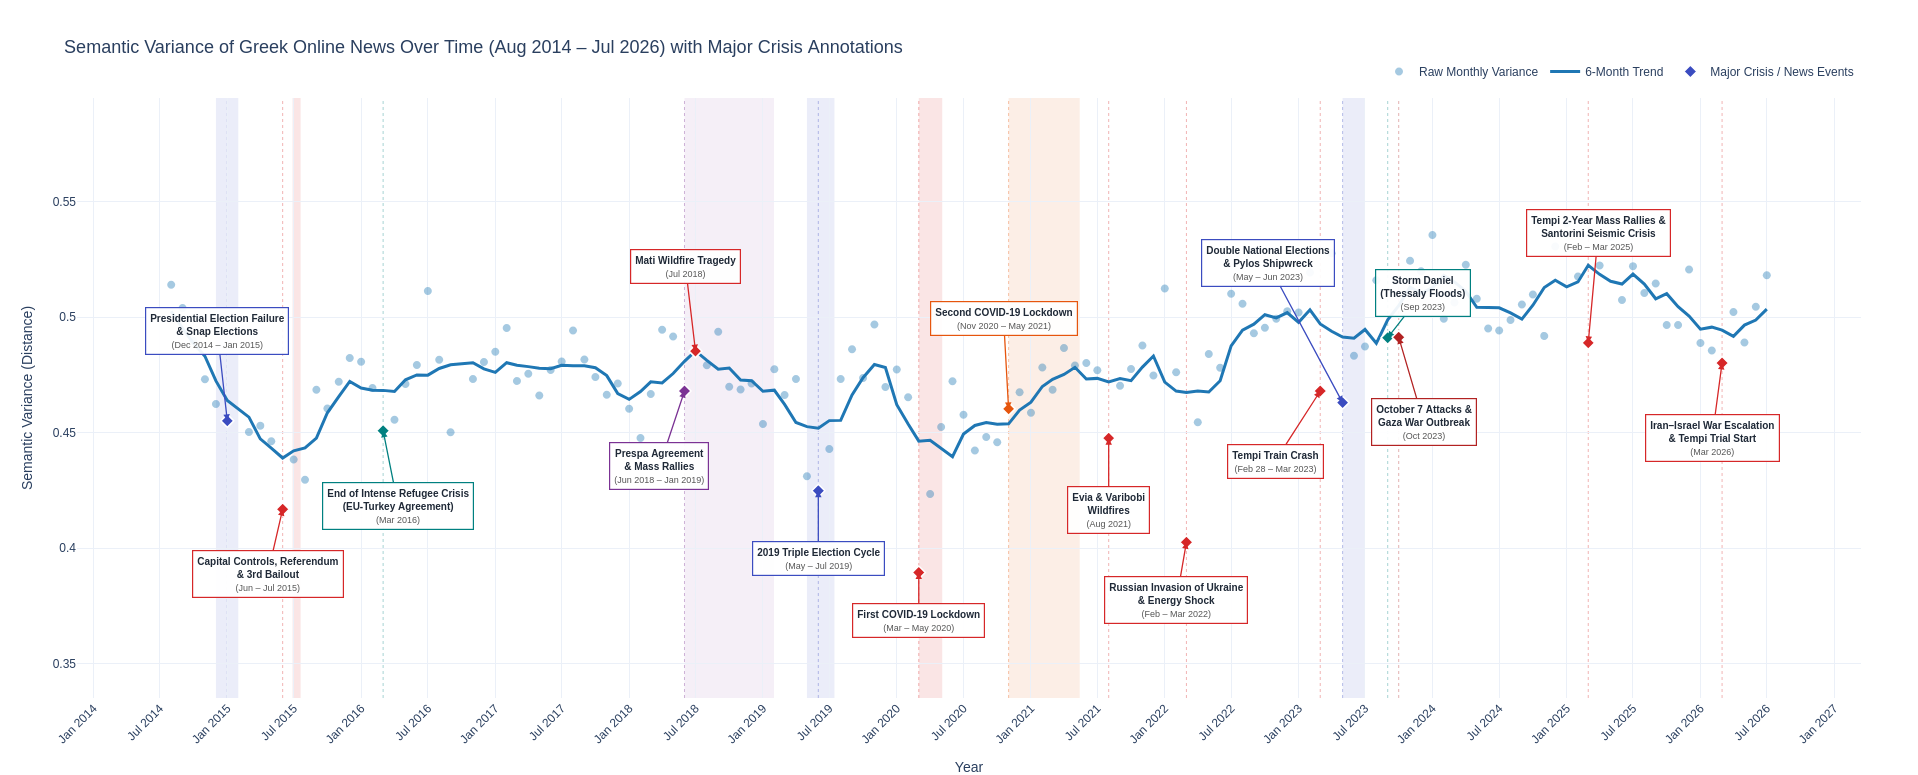 Semantic Variance of Greek Online News Over Time (Aug 2014 – Jul 2026) with Major Crisis Annotations
Raw Monthly Variance
6-Month Trend
Major Crisis / News Events
Semantic Variance (Distance)
0.55
0.5
0.45
0.4
0.35
Presidential Election Failure
& Snap Elections
(Dec 2014 – Jan 2015)
Capital Controls, Referendum
& 3rd Bailout
(Jun – Jul 2015)
End of Intense Refugee Crisis
(EU-Turkey Agreement)
(Mar 2016)
Mati Wildfire Tragedy
(Jul 2018)
Prespa Agreement
& Mass Rallies
(Jun 2018 – Jan 2019)
2019 Triple Election Cycle
(May – Jul 2019)
First COVID-19 Lockdown
(Mar – May 2020)
Second COVID-19 Lockdown
(Nov 2020 – May 2021)
Evia & Varibobi
Wildfires
(Aug 2021)
Russian Invasion of Ukraine
& Energy Shock
(Feb – Mar 2022)
Double National Elections
& Pylos Shipwreck
(May – Jun 2023)
Tempi Train Crash
(Feb 28 – Mar 2023)
Storm Daniel
(Thessaly Floods)
(Sep 2023)
October 7 Attacks &
Gaza War Outbreak
(Oct 2023)
Tempi 2-Year Mass Rallies &
Santorini Seismic Crisis
(Feb – Mar 2025)
Iran–Israel War Escalation
& Tempi Trial Start
(Mar 2026)
Jan 2014
Jul 2014
Jan 2015
Jul 2015
Jan 2016
Jul 2016
Jan 2017
Jul 2017
Jan 2018
Jul 2018
Jan 2019
Jul 2019
Jan 2020
Jul 2020
Jan 2021
Jul 2021
Jan 2022
Jul 2022
Jan 2023
Jul 2023
Jan 2024
Jul 2024
Jan 2025
Jul 2025
Jan 2026
Jul 2026
Jan 2027
Year